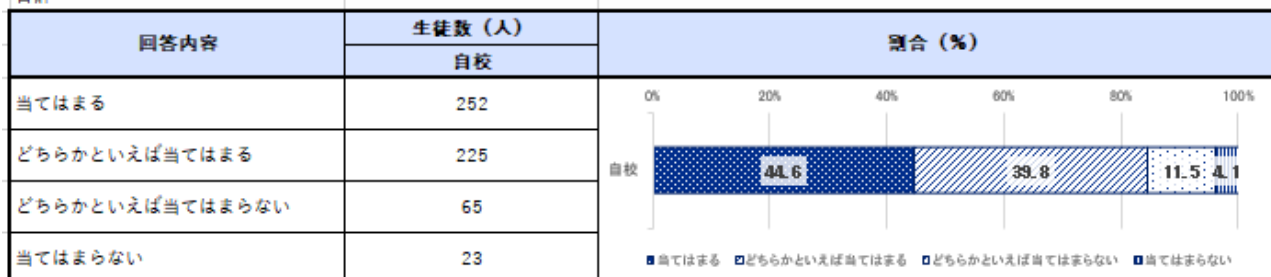 回答内容
生徒数（人）
自校
割合（%）
当てはまる
252
どちらかといえば当てはまる
225
どちらかといえば当てはまらない
65
当てはまらない
23
0% 20% 40% 60% 80% 100%
自校
44.6 39.8 11.5 4.1
当てはまる どちらかといえば当てはまる どちらかといえば当てはまらない 当てはまらない